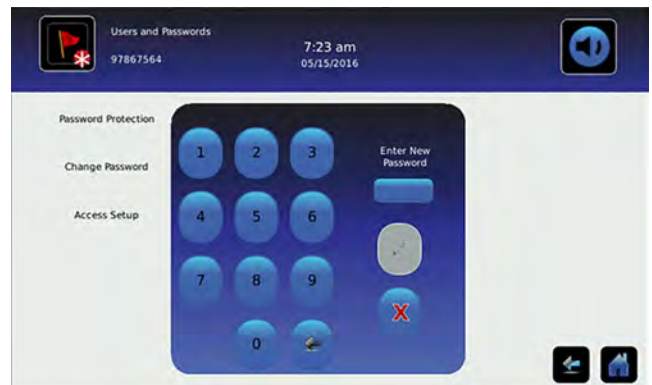 Users and Passwords
97867564
7:23 am
05/15/2016
Password Protection
Change Password
Access Setup
1 2 3
4 5 6
7 8 9
0
Enter New
Password
X